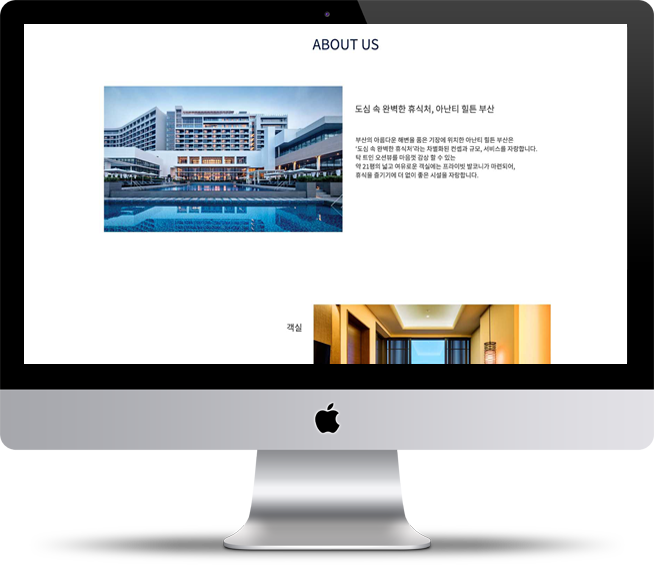 ABOUT US
도심 속 완벽한 휴식처, 아난티 힐튼 부산
부산의 아름다운 해변을 품은 기장에 위치한 아난티 힐튼 부산은
'도심 속 완벽한 휴식처'라는 차별화된 컨셉과 규모, 서비스를 자랑합니다.
탁 트인 오션뷰를 마음껏 감상 할 수 있는
약 21평의 넓고 여유로운 객실에는 프라이빗 발코니가 마련되어,
휴식을 즐기기에 더 없이 좋은 시설을 자랑합니다.
객실